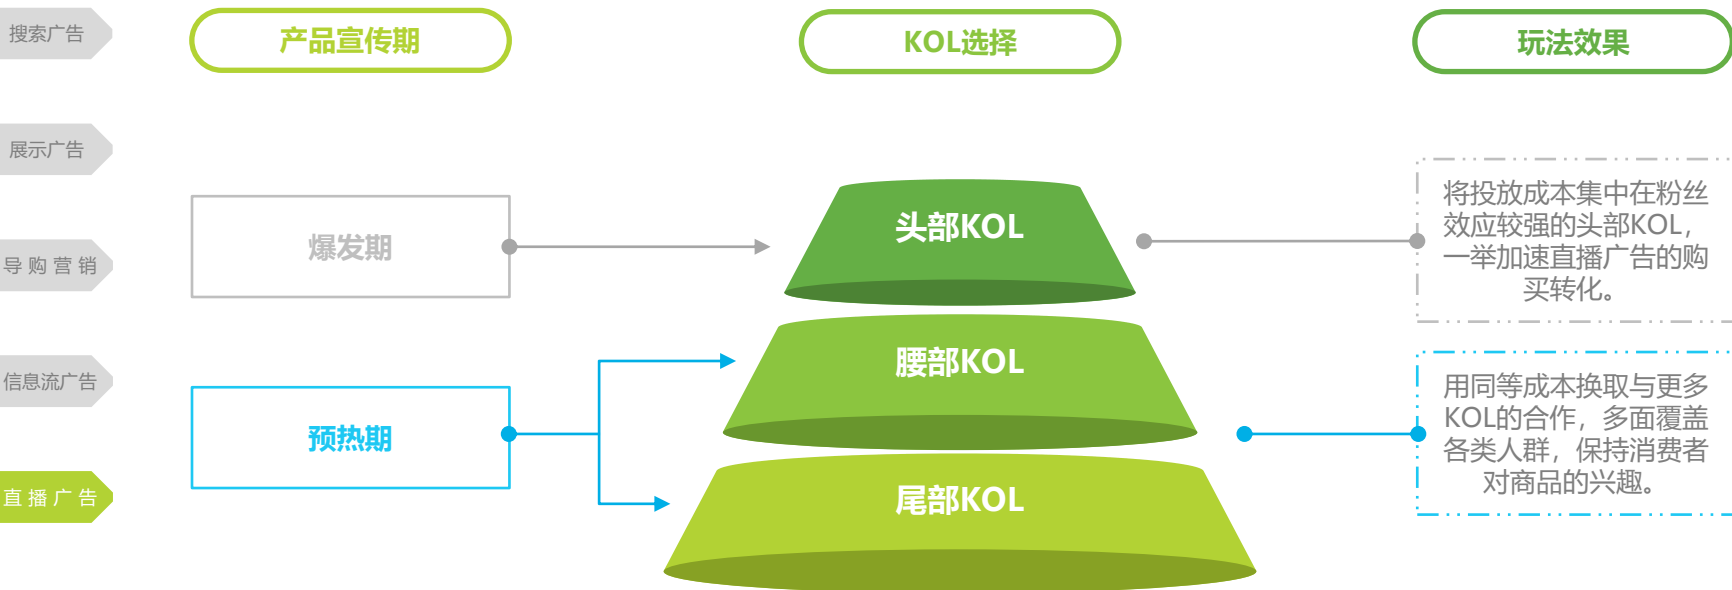 搜索广告
展示广告
导购营销
信息流广告
直播广告
产品宣传期
KOL选择
玩法效果
爆发期
头部KOL
将投放成本集中在粉丝
效应较强的头部KOL，
一举加速直播广告的购
买转化。
预热期
腰部KOL
尾部KOL
用同等成本换取与更多
KOL的合作，多面覆盖
各类人群，保持消费者
对商品的兴趣。